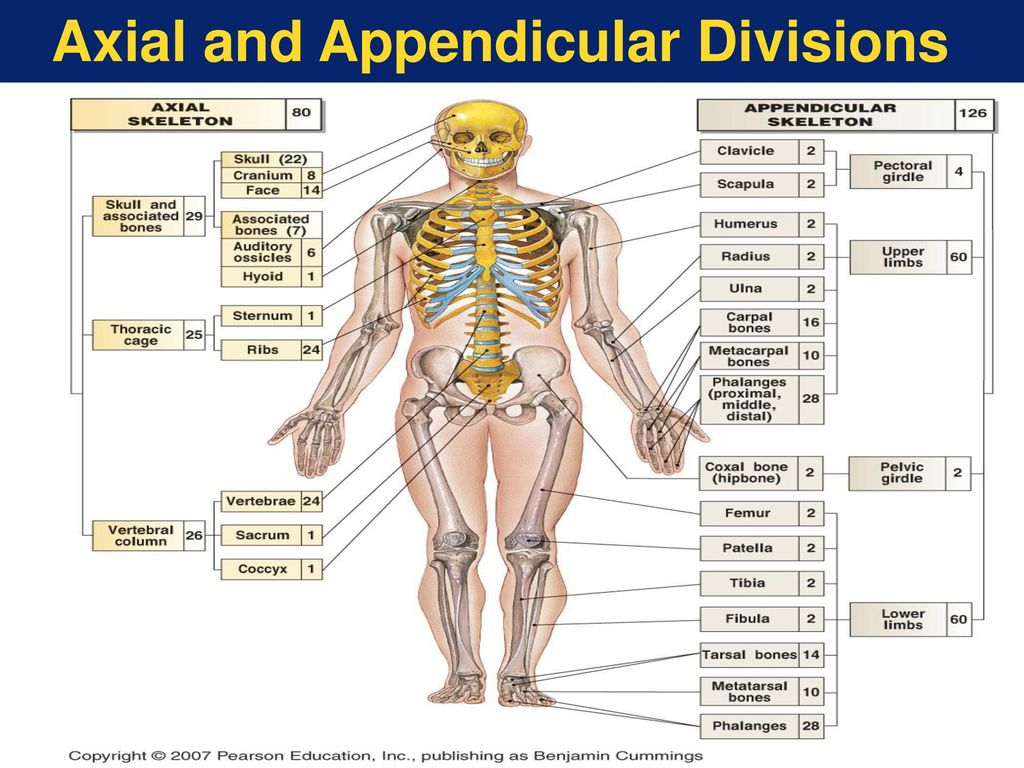 Axial and Appendicular Divisions
AXIAL
SKELETON
80
Skull (22)
Cranium 8
Face 14
Skull and
associated
bones
29
Associated
bones (7)
Auditory
ossicles
6
Hyoid 1
Sternum 1
Thoracic
cage
25
Ribs 24
Vertebrae 24
Vertebral
column
26
Sacrum 1
Coccyx 1
APPENDICULAR
SKELETON
126
Clavicle 2
Scapula 2
Pectoral
girdle
4
Humerus 2
Radius 2
Upper
limbs
60
Ulna 2
Carpal
bones
16
Metacarpal
bones
10
Phalanges
(proximal,
middle,
distal)
28
Coxal bone
(hipbone)
2
Pelvic
girdle
2
Femur 2
Patella 2
Tibia 2
Fibula 2
Lower
limbs
60
Tarsal bones 14
Metatarsal
bones
10
Phalanges 28
Copyright © 2007 Pearson Education, Inc., publishing as Benjamin Cummings